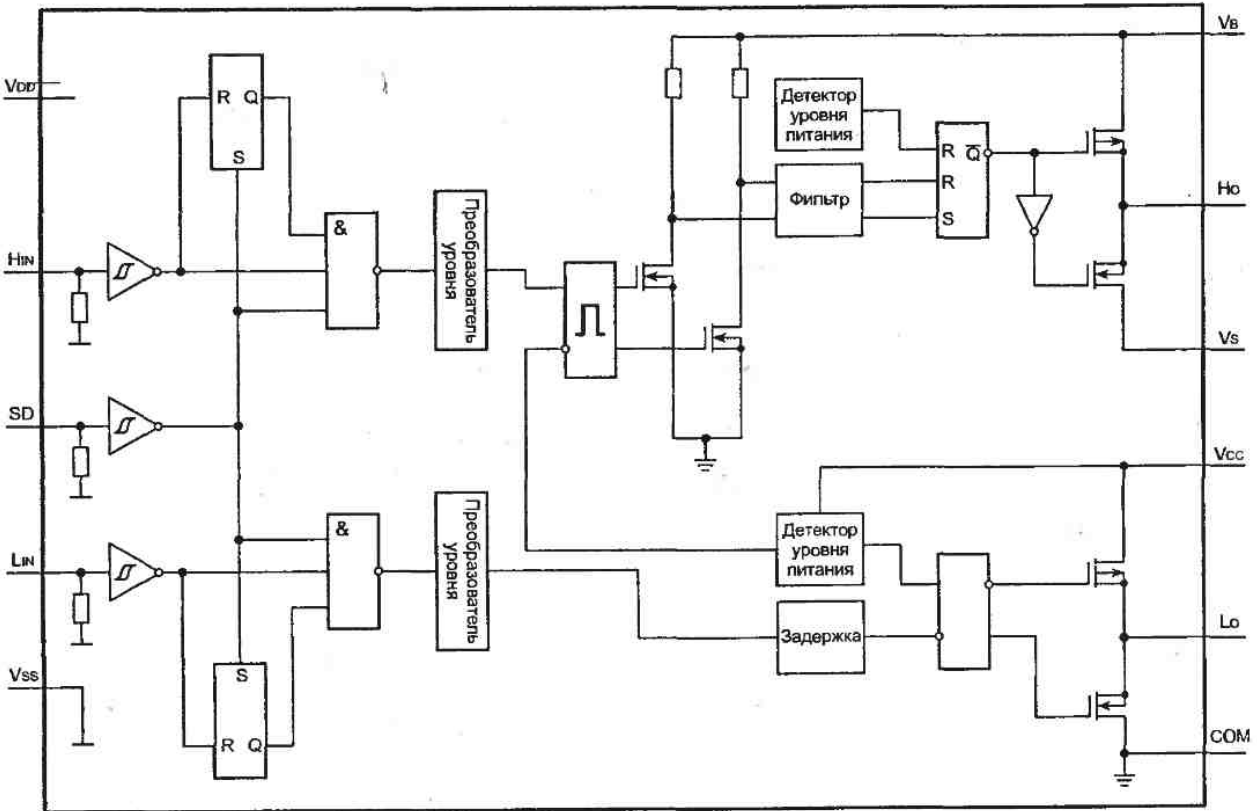 VDD
HIN
SD
LIN
VSS
R Q
S
&
Преобразователь
уровня
Детектор
уровня
питания
Фильтр
R Q̅
R
S
VB
HO
VS
&
Преобразователь
уровня
S
R Q
Детектор
уровня
питания
Задержка
VCC
LO
COM